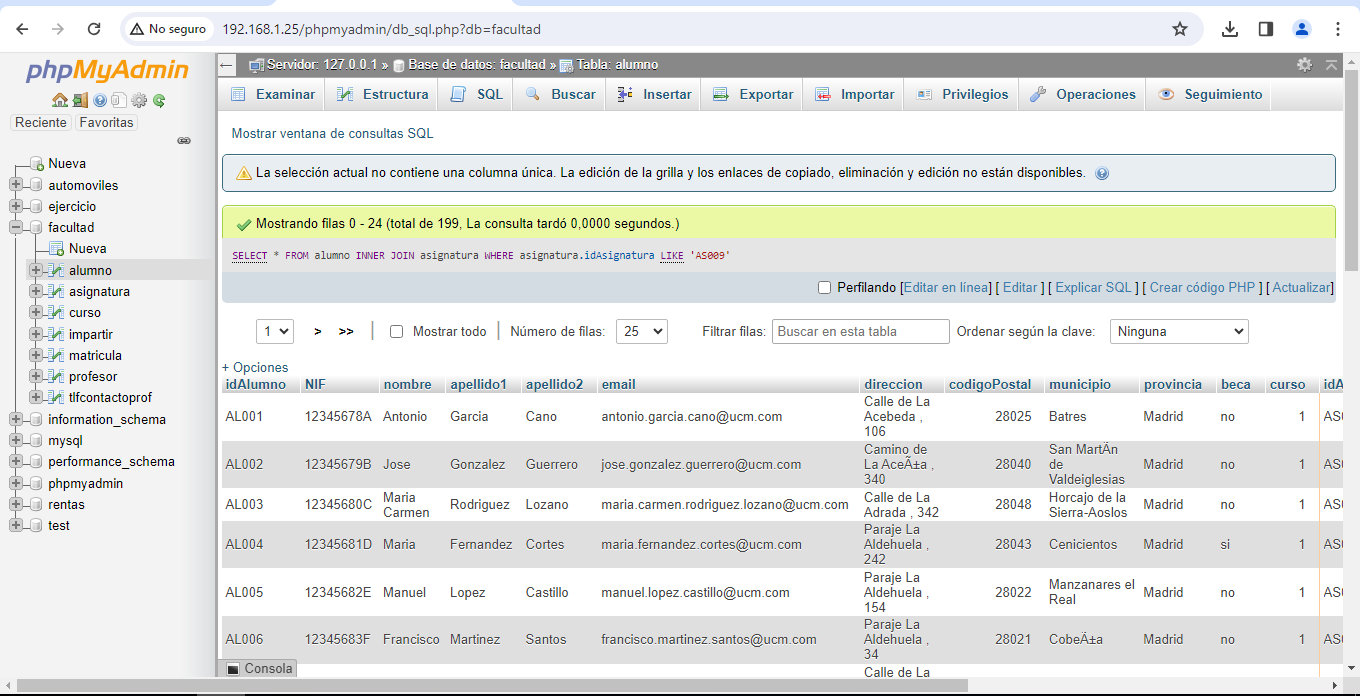 No seguro
192.168.1.25/phpmyadmin/db_sql.php?db=facultad
phpMyAdmin
Reciente Favoritas
Nueva
automoviles
ejercicio
facultad
Nueva
alumno
asignatura
curso
impartir
matricula
profesor
tlfcontactoprof
information_schema
mysql
performance_schema
phpmyadmin
rentas
test
Servidor: 127.0.0.1 » Base de datos: facultad » Tabla: alumno
Examinar Estructura SQL Buscar Insertar Exportar Importar Privilegios Operaciones Seguimiento
Mostrar ventana de consultas SQL
La selección actual no contiene una columna única. La edición de la grilla y los enlaces de copiado, eliminación y edición no están disponibles.
Mostrando filas 0 - 24 (total de 199, La consulta tardó 0,0000 segundos.)
SELECT * FROM alumno INNER JOIN asignatura WHERE asignatura.idAsignatura LIKE 'AS009'
Perfilando [Editar en línea] [ Editar ] [ Explicar SQL ] [ Crear código PHP ] [ Actualizar]
1 > >> | Mostrar todo | Número de filas: 25 Filtrar filas: Buscar en esta tabla Ordenar según la clave: Ninguna
+ Opciones
idAlumno NIF nombre apellido1 apellido2 email direccion codigoPostal municipio provincia beca curso idA
AL001 12345678A Antonio Garcia Cano antonio.garcia.cano@ucm.com Calle de La Acebeda , 106 28025 Batres Madrid no 1 AS0
AL002 12345679B Jose Gonzalez Guerrero jose.gonzalez.guerrero@ucm.com Camino de La AceÃ±a , 340 28040 San MartÃn de Valdeiglesias Madrid no 1 AS0
AL003 12345680C Maria Carmen Rodriguez Lozano maria.carmen.rodriguez.lozano@ucm.com Calle de La Adrada , 342 28048 Horcajo de la Sierra-Aoslos Madrid no 1 AS0
AL004 12345681D Maria Fernandez Cortes maria.fernandez.cortes@ucm.com Paraje La Aldehuela , 242 28043 Cenicientos Madrid si 1 AS0
AL005 12345682E Manuel Lopez Castillo manuel.lopez.castillo@ucm.com Paraje La Aldehuela , 154 28022 Manzanares el Real Madrid no 1 AS0
AL006 12345683F Francisco Martinez Santos francisco.martinez.santos@ucm.com Paraje La Aldehuela , 34 28021 CobeÃ±a Madrid no 1 AS0
Calle de La
Consola